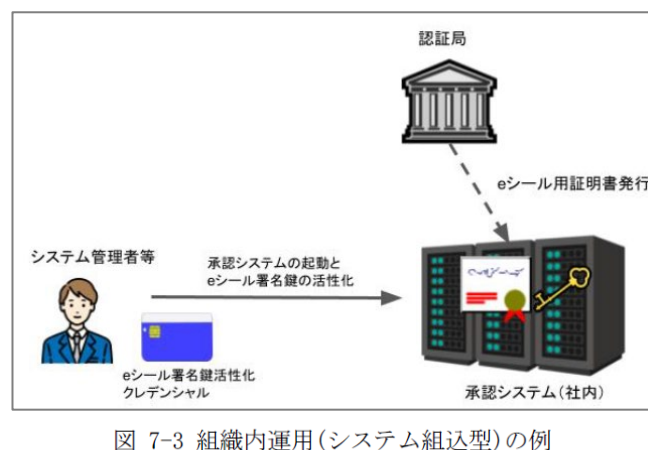 認証局
eシール用証明書発行
システム管理者等
承認システムの起動と
eシール署名鍵の活性化
eシール署名鍵活性化
クレデンシャル
承認システム(社内)
図 7-3 組織内運用(システム組込型)の例